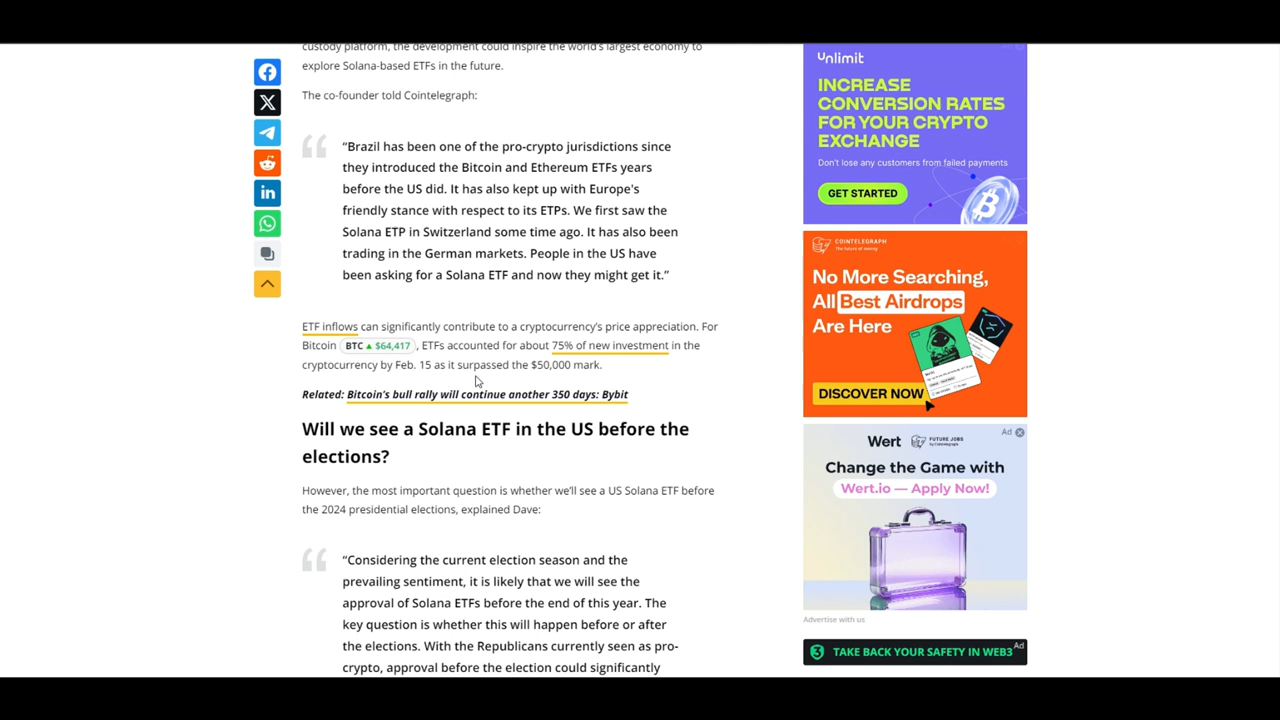 custody platform, the development could inspire the world's largest economy to
explore Solana-based ETFs in the future.
The co-founder told Cointelegraph:
“Brazil has been one of the pro-crypto jurisdictions since
they introduced the Bitcoin and Ethereum ETFs years
before the US did. It has also kept up with Europe's
friendly stance with respect to its ETPs. We first saw the
Solana ETP in Switzerland some time ago. It has also been
trading in the German markets. People in the US have
been asking for a Solana ETF and now they might get it.”
ETF inflows can significantly contribute to a cryptocurrency’s price appreciation. For
Bitcoin BTC ▲ $64,417 , ETFs accounted for about 75% of new investment in the
cryptocurrency by Feb. 15 as it surpassed the $50,000 mark.
Related: Bitcoin’s bull rally will continue another 350 days: Bybit
Will we see a Solana ETF in the US before the
elections?
However, the most important question is whether we’ll see a US Solana ETF before
the 2024 presidential elections, explained Dave:
“Considering the current election season and the
prevailing sentiment, it is likely that we will see the
approval of Solana ETFs before the end of this year. The
key question is whether this will happen before or after
the elections. With the Republicans currently seen as pro-
crypto, approval before the election could significantly
unlimit
INCREASE
CONVERSION RATES
FOR YOUR CRYPTO
EXCHANGE
Don’t lose any customers from failed payments
GET STARTED
COINTELEGRAPH
The future of money
No More Searching,
All Best Airdrops
Are Here
DISCOVER NOW
Ad
Wert FUTURE JOBS
by Cointelegraph
Change the Game with
Wert.io — Apply Now!
Advertise with us
TAKE BACK YOUR SAFETY IN WEB3
Ad